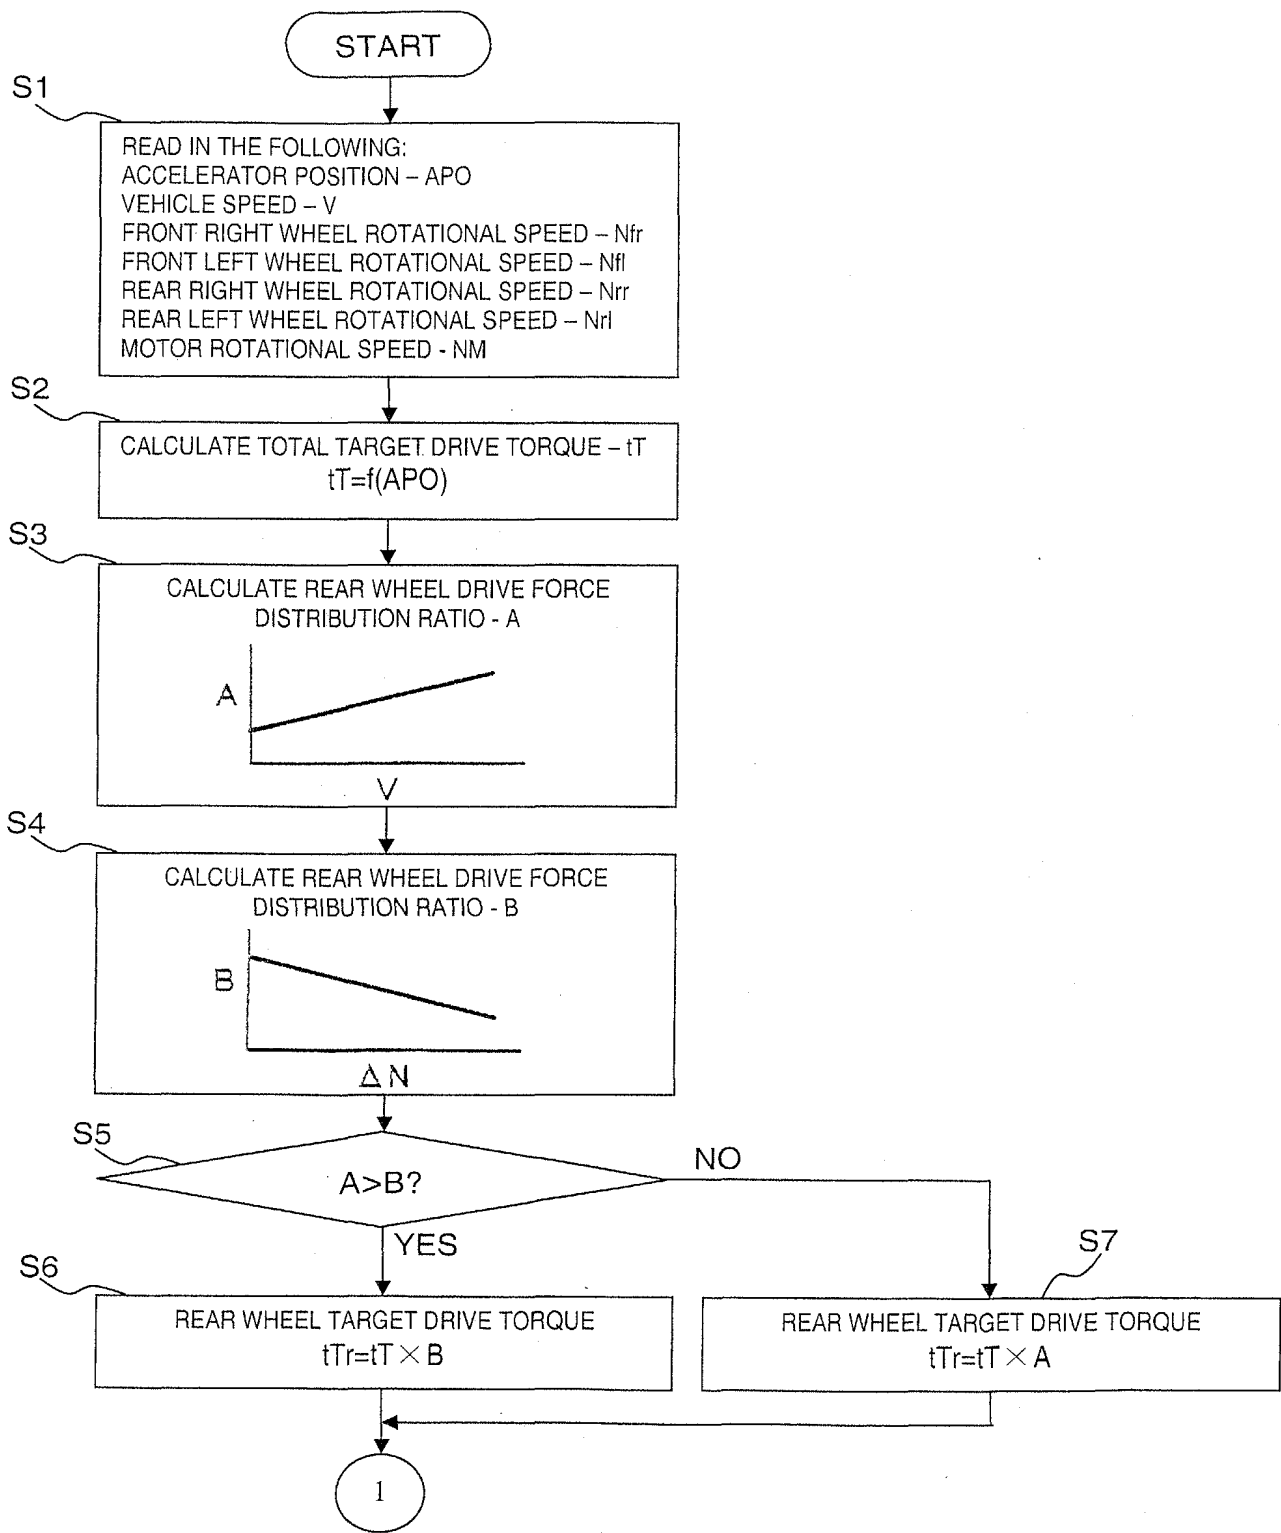 START
S1
READ IN THE FOLLOWING:
ACCELERATOR POSITION – APO
VEHICLE SPEED – V
FRONT RIGHT WHEEL ROTATIONAL SPEED – Nfr
FRONT LEFT WHEEL ROTATIONAL SPEED – Nfl
REAR RIGHT WHEEL ROTATIONAL SPEED – Nrr
REAR LEFT WHEEL ROTATIONAL SPEED – Nrl
MOTOR ROTATIONAL SPEED - NM
S2
CALCULATE TOTAL TARGET DRIVE TORQUE – tT
tT=f(APO)
S3
CALCULATE REAR WHEEL DRIVE FORCE
DISTRIBUTION RATIO - A
A
V
S4
CALCULATE REAR WHEEL DRIVE FORCE
DISTRIBUTION RATIO - B
B
Δ N
S5
A>B?
NO
YES
S6
REAR WHEEL TARGET DRIVE TORQUE
tTr=tT × B
S7
REAR WHEEL TARGET DRIVE TORQUE
tTr=tT × A
1